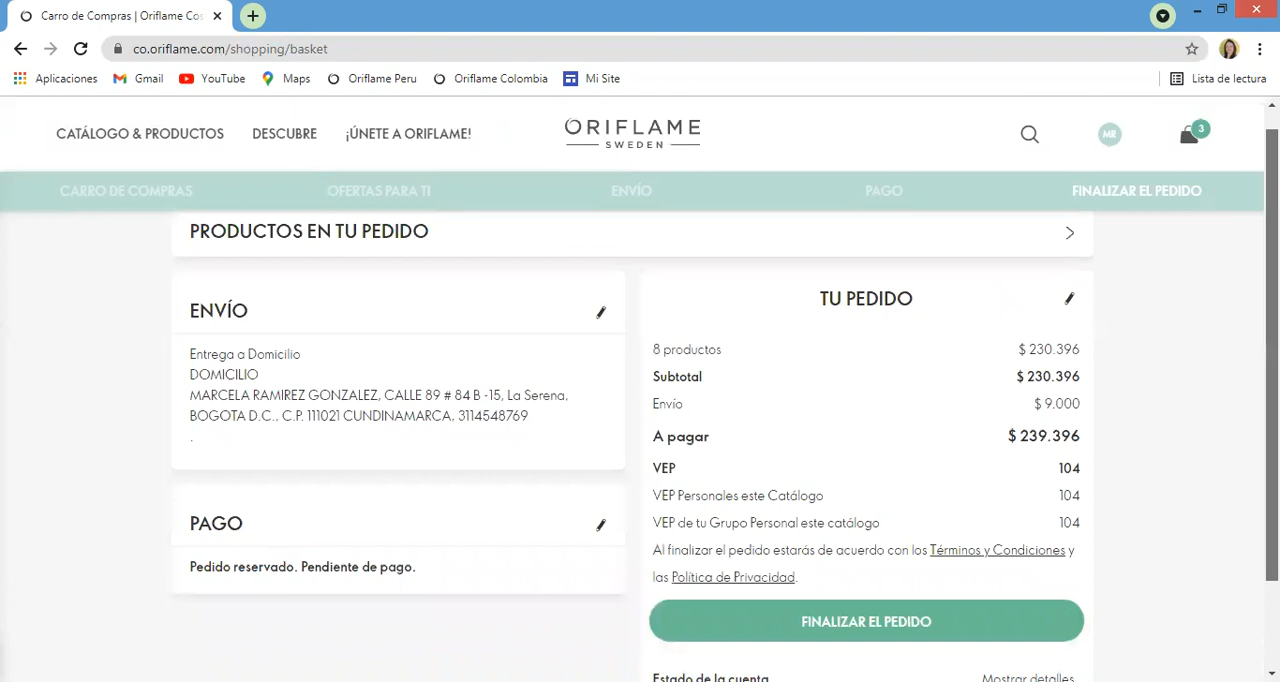 Carro de Compras | Oriflame Cos
co.oriflame.com/shopping/basket
Aplicaciones Gmail YouTube Maps Oriflame Peru Oriflame Colombia Mi Site Lista de lectura
CATÁLOGO & PRODUCTOS DESCUBRE ¡ÚNETE A ORIFLAME! ORIFLAME MR 3
SWEDEN
CARRO DE COMPRAS OFERTAS PARA TI ENVÍO PAGO FINALIZAR EL PEDIDO
PRODUCTOS EN TU PEDIDO
ENVÍO
Entrega a Domicilio
DOMICILIO
MARCELA RAMIREZ GONZALEZ, CALLE 89 # 84 B -15, La Serena,
BOGOTA D.C., C.P. 111021 CUNDINAMARCA, 3114548769
.
PAGO
Pedido reservado. Pendiente de pago.
TU PEDIDO
8 productos $ 230.396
Subtotal $ 230.396
Envío $ 9.000
A pagar $ 239.396
VEP 104
VEP Personales este Catálogo 104
VEP de tu Grupo Personal este catálogo 104
Al finalizar el pedido estarás de acuerdo con los Términos y Condiciones y
las Política de Privacidad.
FINALIZAR EL PEDIDO
Estado de la cuenta Mostrar detalles